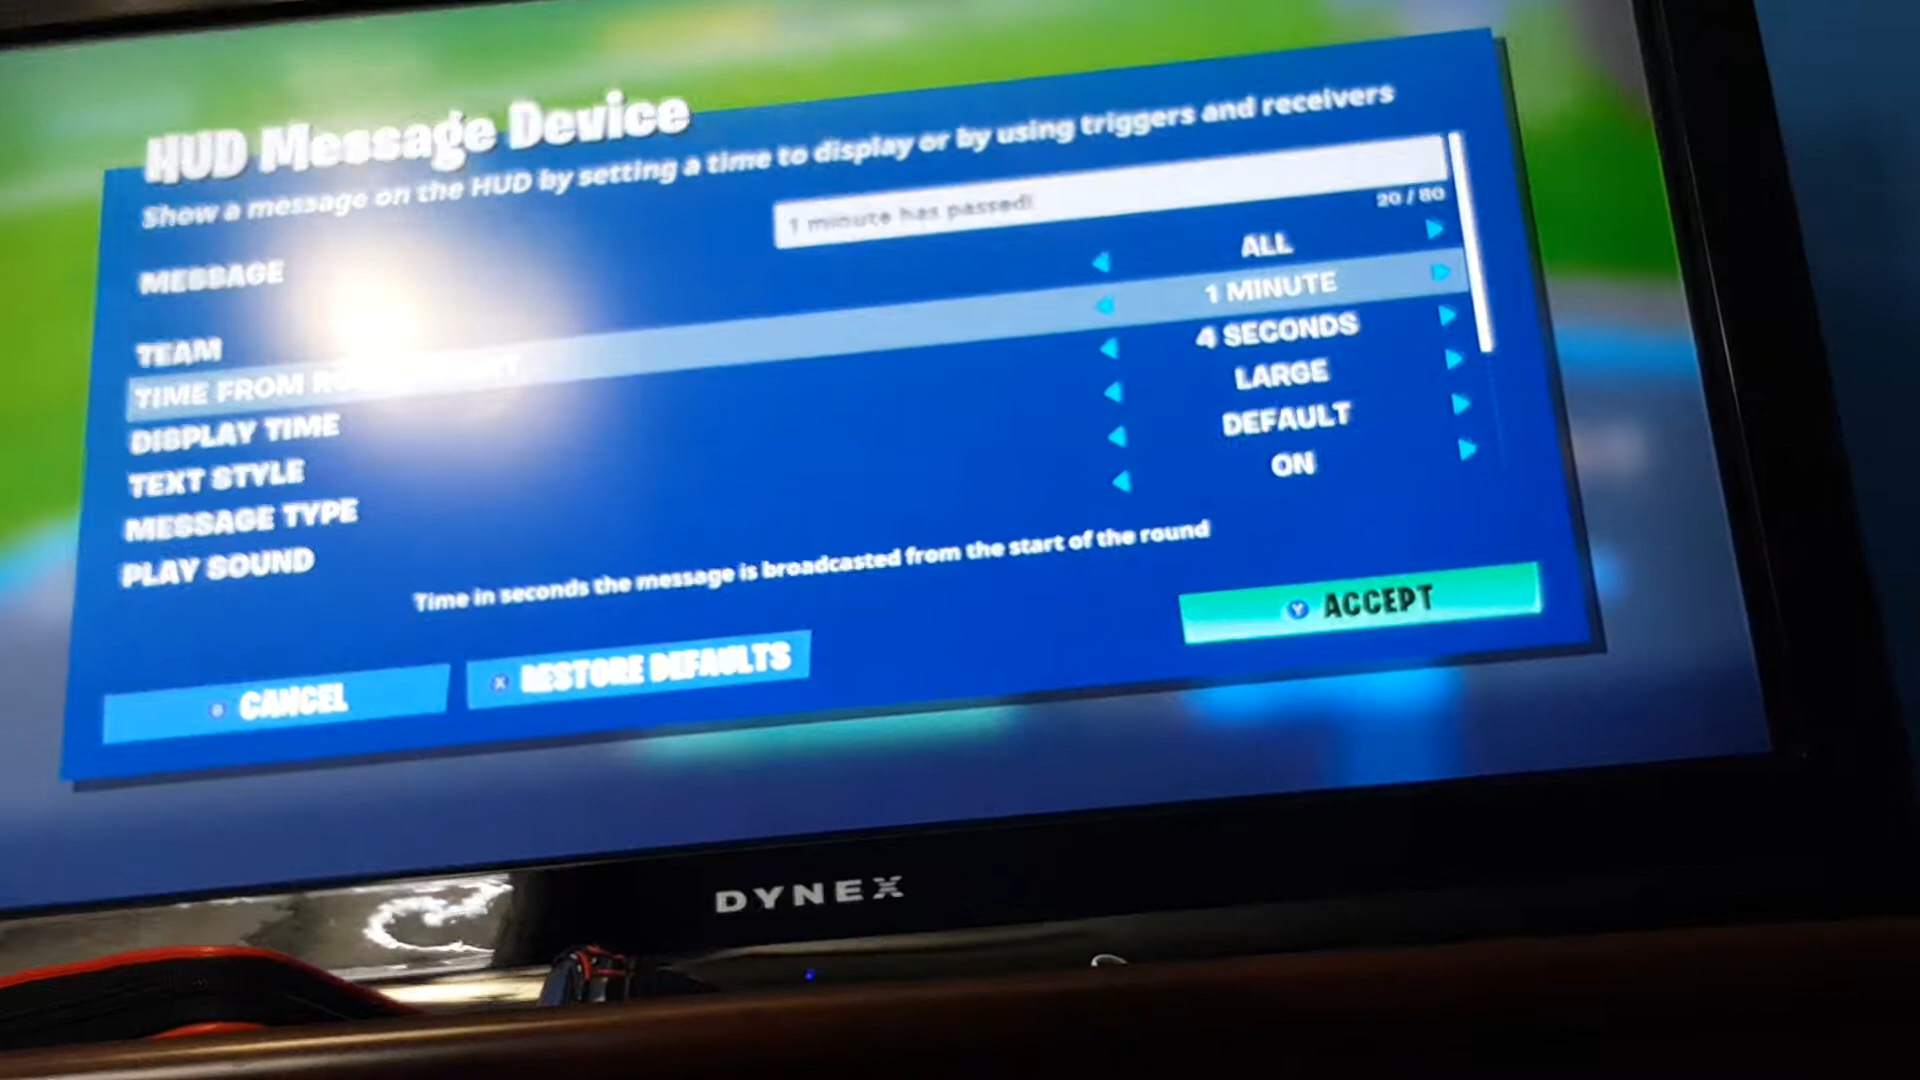 HUD Message Device
Show a message on the HUD by setting a time to display or by using triggers and receivers
MESSAGE
1 minute has passed!
20 / 80
TEAM
ALL
TIME FROM
1 MINUTE
DISPLAY TIME
4 SECONDS
TEXT STYLE
LARGE
MESSAGE TYPE
DEFAULT
PLAY SOUND
ON
Time in seconds the message is broadcasted from the start of the round
CANCEL
X RESTORE DEFAULTS
Y ACCEPT
DYNEX